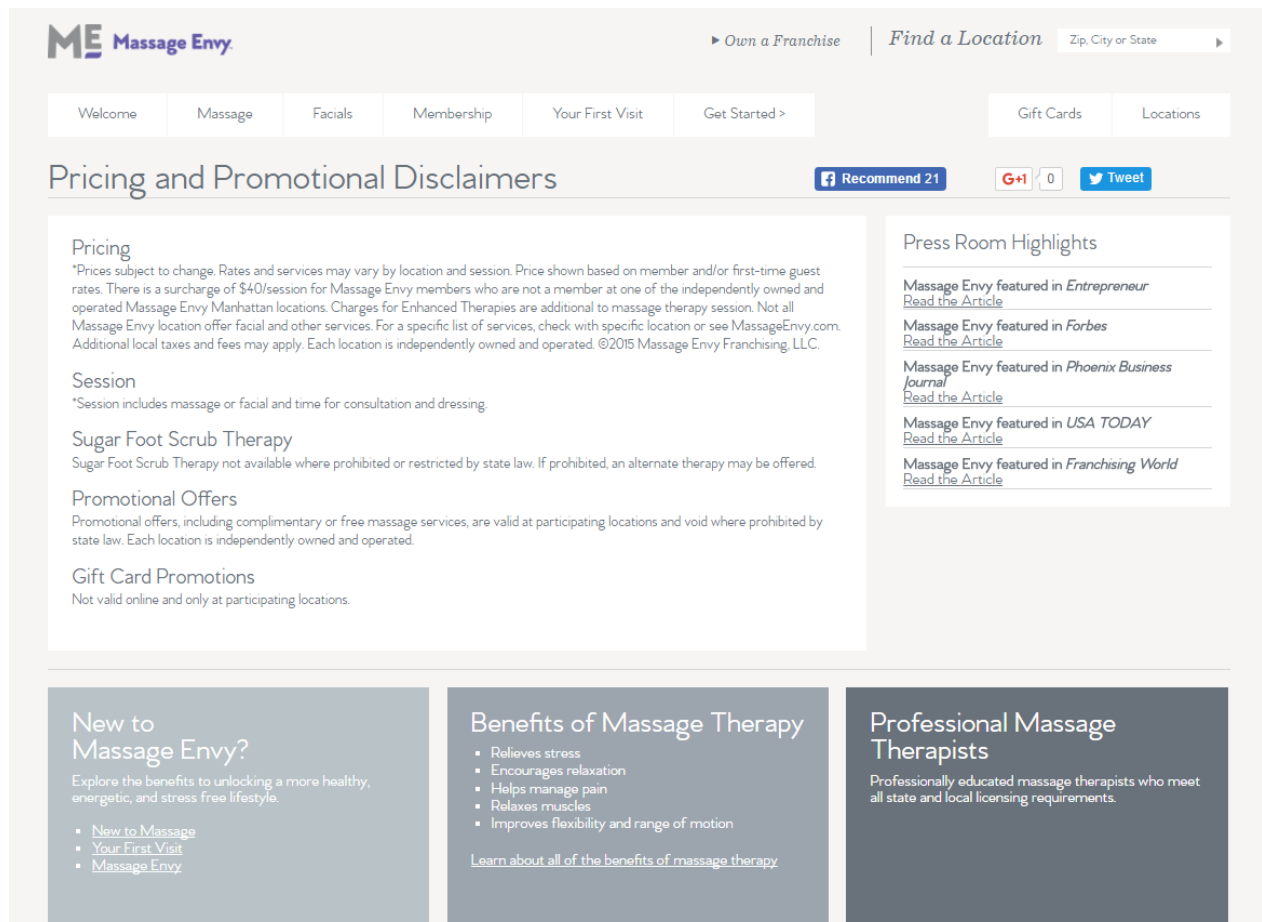 ME Massage Envy.
Own a Franchise
Find a Location
Zip, City or State
Welcome
Massage
Facials
Membership
Your First Visit
Get Started >
Gift Cards
Locations
Pricing and Promotional Disclaimers
Recommend 21
G+1 0
Tweet
Pricing
*Prices subject to change. Rates and services may vary by location and session. Price shown based on member and/or first-time guest
rates. There is a surcharge of $40/session for Massage Envy members who are not a member at one of the independently owned and
operated Massage Envy Manhattan locations. Charges for Enhanced Therapies are additional to massage therapy session. Not all
Massage Envy location offer facial and other services. For a specific list of services, check with specific location or see MassageEnvy.com.
Additional local taxes and fees may apply. Each location is independently owned and operated. ©2015 Massage Envy Franchising, LLC.
Session
*Session includes massage or facial and time for consultation and dressing.
Sugar Foot Scrub Therapy
Sugar Foot Scrub Therapy not available where prohibited or restricted by state law. If prohibited, an alternate therapy may be offered.
Promotional Offers
Promotional offers, including complimentary or free massage services, are valid at participating locations and void where prohibited by
state law. Each location is independently owned and operated.
Gift Card Promotions
Not valid online and only at participating locations.
Press Room Highlights
Massage Envy featured in Entrepreneur
Read the Article
Massage Envy featured in Forbes
Read the Article
Massage Envy featured in Phoenix Business
Journal
Read the Article
Massage Envy featured in USA TODAY
Read the Article
Massage Envy featured in Franchising World
Read the Article
New to
Massage Envy?
Explore the benefits to unlocking a more healthy,
energetic, and stress free lifestyle.
New to Massage
Your First Visit
Massage Envy
Benefits of Massage Therapy
Relieves stress
Encourages relaxation
Helps manage pain
Relaxes muscles
Improves flexibility and range of motion
Learn about all of the benefits of massage therapy
Professional Massage
Therapists
Professionally educated massage therapists who meet
all state and local licensing requirements.